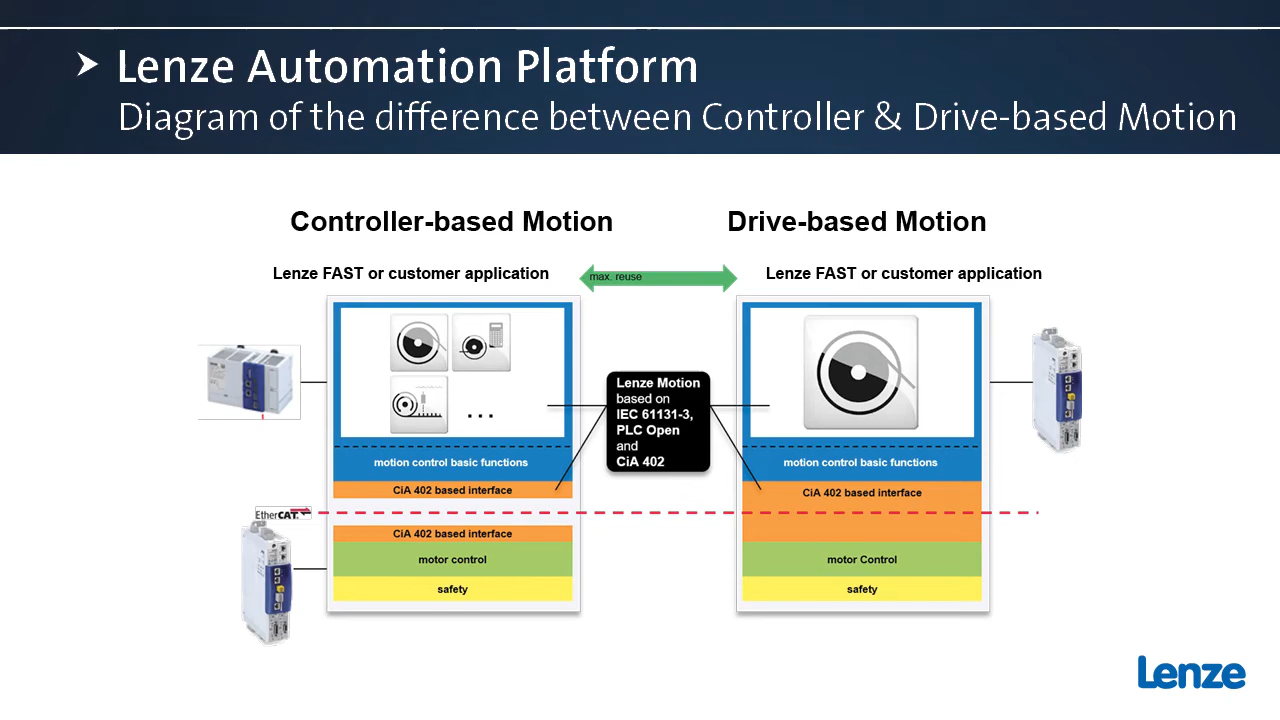 Lenze Automation Platform
Diagram of the difference between Controller & Drive-based Motion
Controller-based Motion
Drive-based Motion
Lenze FAST or customer application
max. reuse
Lenze FAST or customer application
Lenze Motion
based on
IEC 61131-3,
PLC Open
and
CiA 402
...
motion control basic functions
motion control basic functions
CiA 402 based interface
CiA 402 based interface
EtherCAT
CiA 402 based interface
motor control
motor Control
safety
safety
Lenze